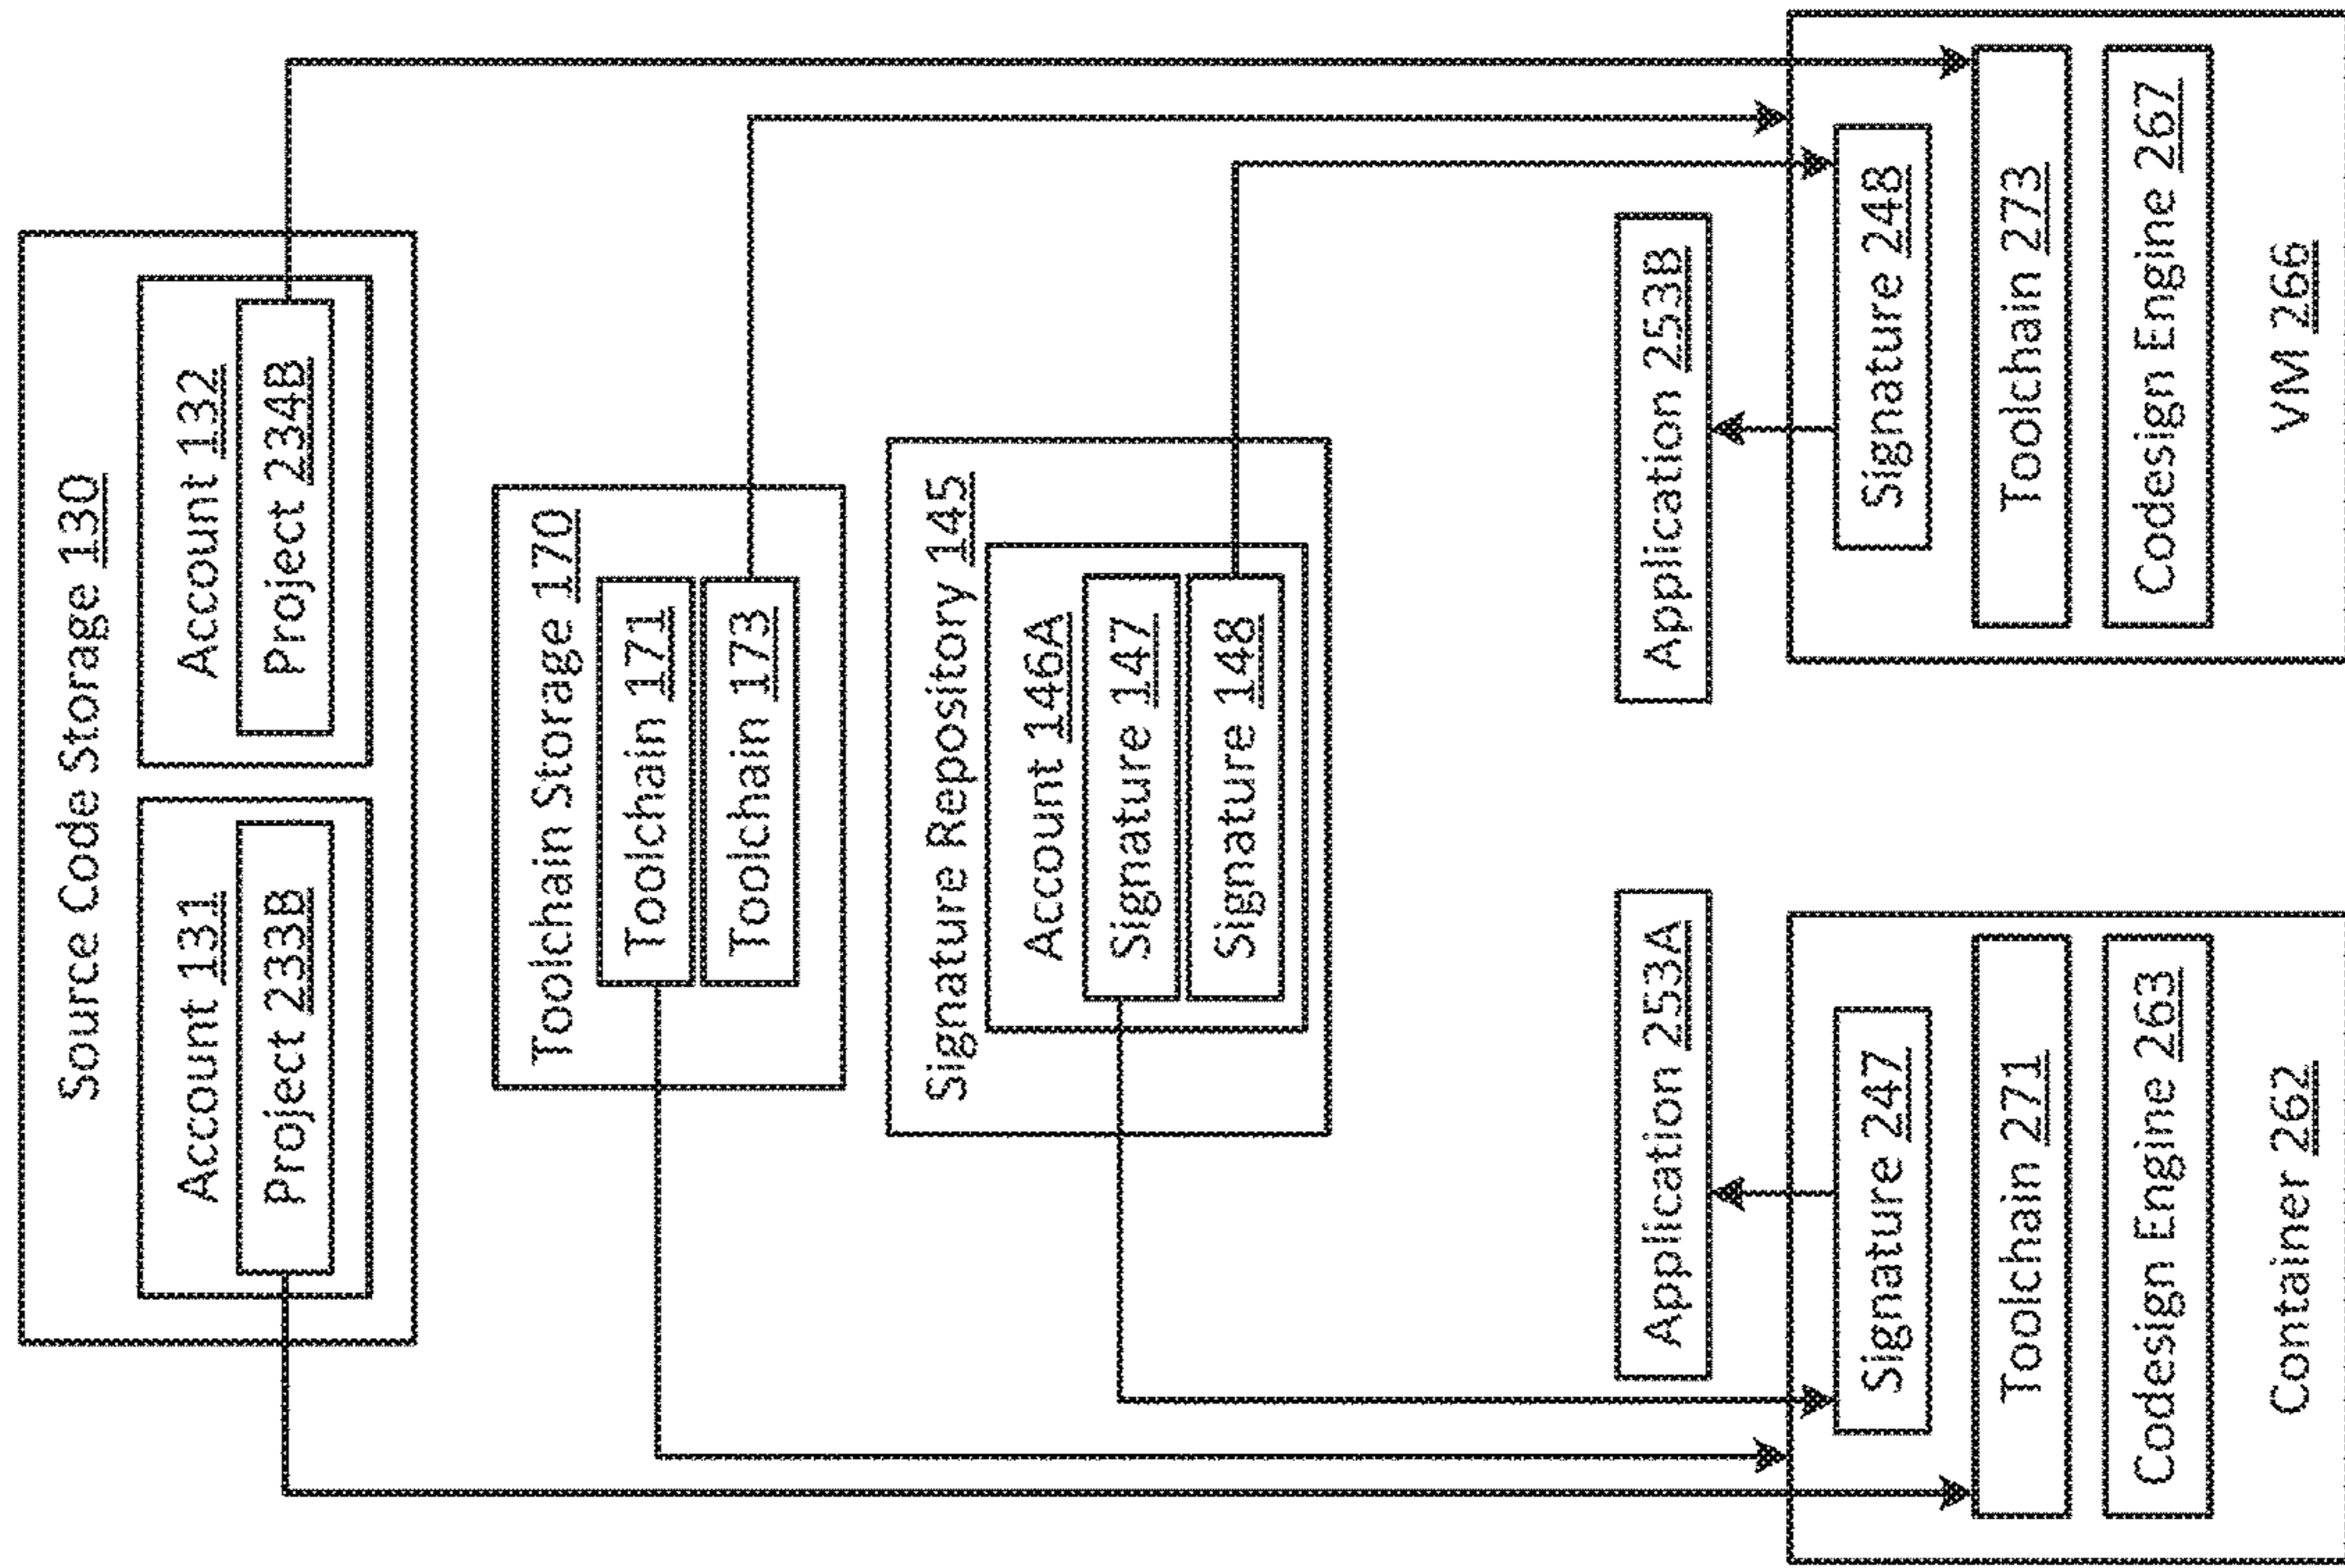 Source Code Storage 130
Account 131
Project 233B
Account 132
Project 234B
Toolchain Storage 170
Toolchain 171
Toolchain 173
Signature Repository 145
Account 146A
Signature 147
Signature 148
Application 253A
Application 253B
Signature 247
Toolchain 271
Codesign Engine 263
Container 262
Signature 248
Toolchain 273
Codesign Engine 267
VM 266